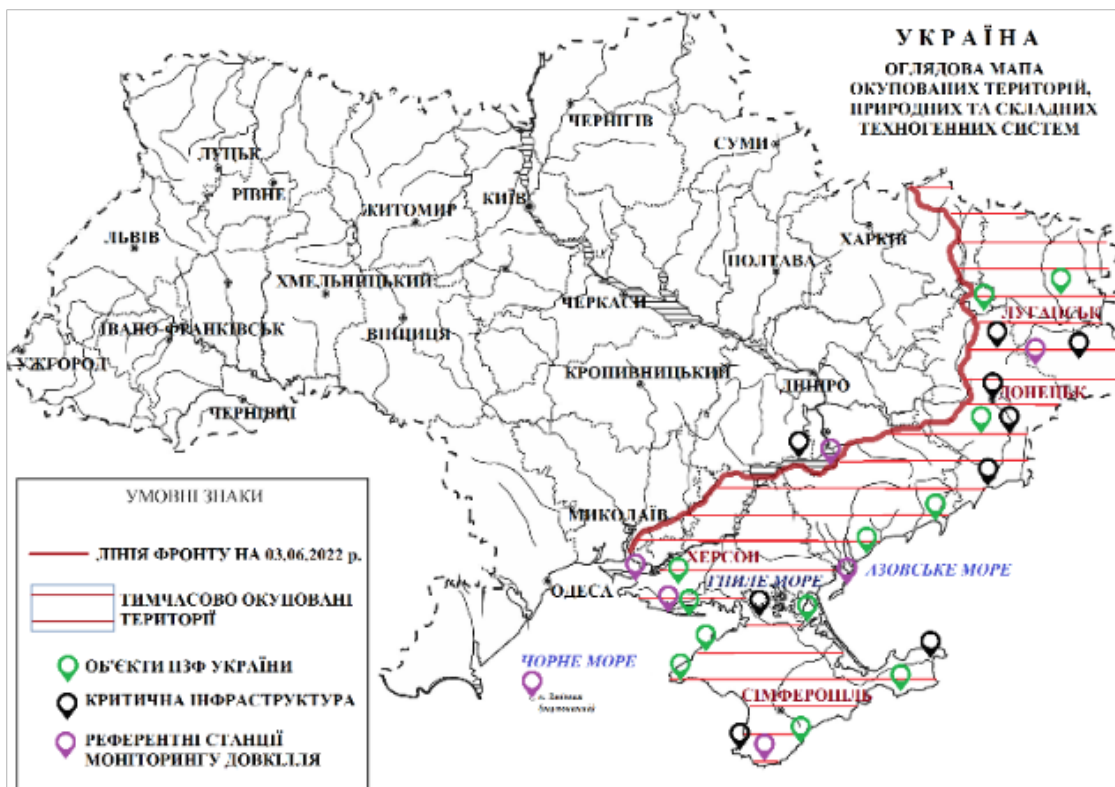 УКРАЇНА
ОГЛЯДОВА МАПА
ОКУПОВАНИХ ТЕРИТОРІЙ,
ПРИРОДНИХ ТА СКЛАДНИХ
ТЕХНОГЕННИХ СИСТЕМ
ЧЕРНІГІВ
СУМИ
ЛУЦЬК
РІВНЕ
ЖИТОМИР
КИЇВ
ХАРКІВ
ЛЬВІВ
ПОЛТАВА
ХМЕЛЬНИЦЬКИЙ
ЧЕРКАСИ
ЛУГАНСЬК
ІВАНО-ФРАНКІВСЬК
ВІННИЦЯ
УЖГОРОД
КРОПИВНИЦЬКИЙ
ДНІПРО
ДОНЕЦЬК
ЧЕРНІВЦІ
МИКОЛАЇВ
ХЕРСОН
АЗОВСЬКЕ МОРЕ
ГНИЛЕ МОРЕ
ОДЕСА
ЧОРНЕ МОРЕ
СІМФЕРОПІЛЬ
УМОВНІ ЗНАКИ
ЛІНІЯ ФРОНТУ НА 03,06,2022 р.
ТИМЧАСОВО ОКУПОВАНІ
ТЕРИТОРІЇ
ОБ'ЄКТИ ПЗФ УКРАЇНИ
КРИТИЧНА ІНФРАСТРУКТУРА
РЕФЕРЕНТНІ СТАНЦІЇ
МОНІТОРИНГУ ДОВКІЛЛЯ